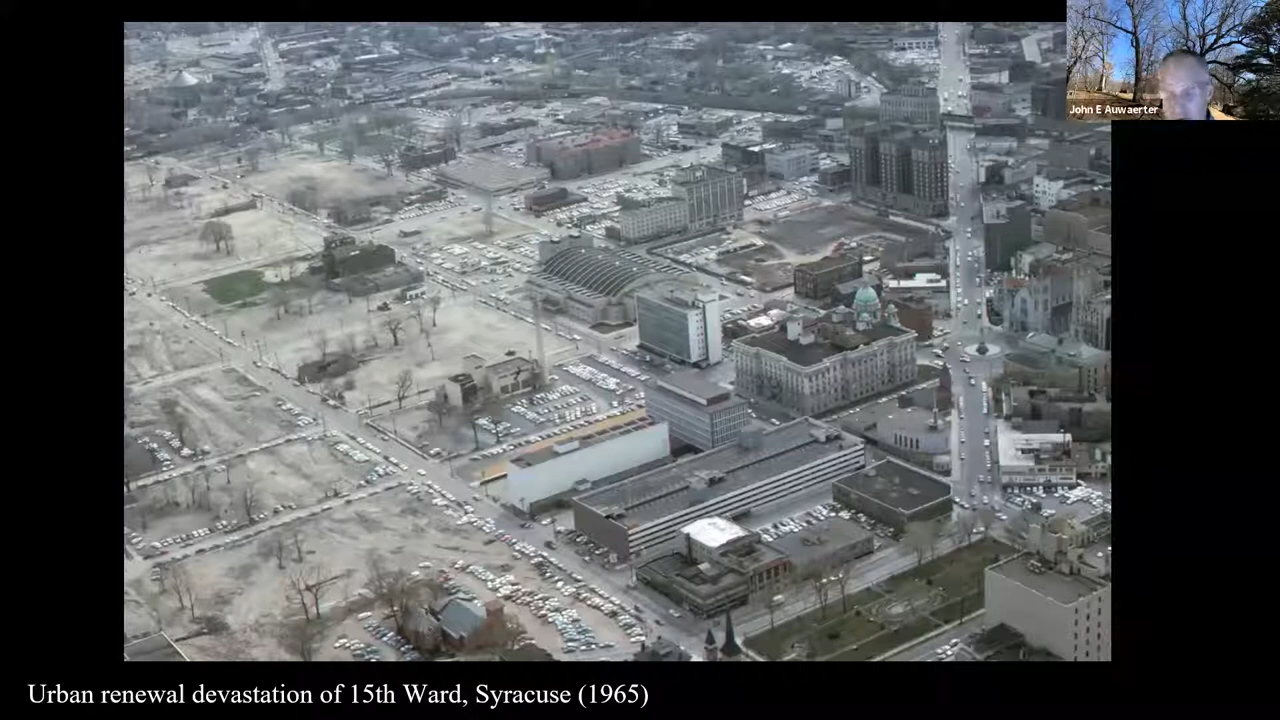 John E Auwaerter
Urban renewal devastation of 15th Ward, Syracuse (1965)